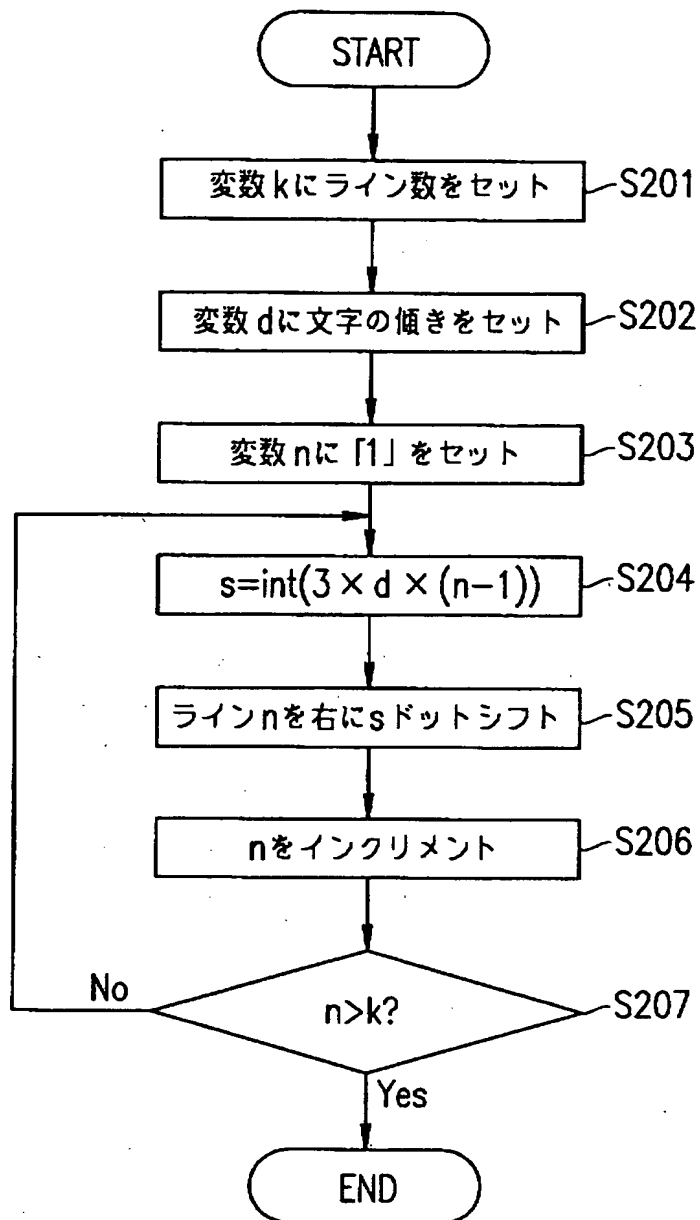 START
変数kにライン数をセット
S201
変数dに文字の傾きをセット
S202
変数nに「1」をセット
S203
s=int(3×d×(n−1))
S204
ラインnを右にsドットシフト
S205
nをインクリメント
S206
n>k?
S207
No
Yes
END